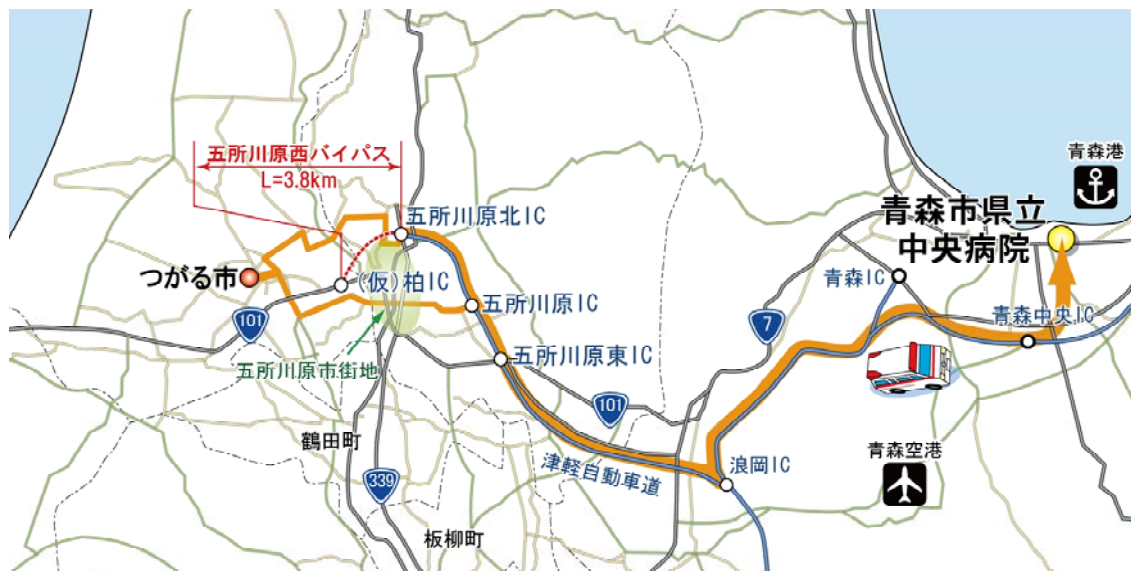 五所川原西バイパス
L=3.8km
青森港
五所川原北IC
青森市県立
中央病院
つがる市
(仮)柏IC
青森IC
五所川原IC
101
7
青森中央IC
五所川原東IC
五所川原市街地
101
鶴田町
青森空港
津軽自動車道
浪岡IC
339
板柳町